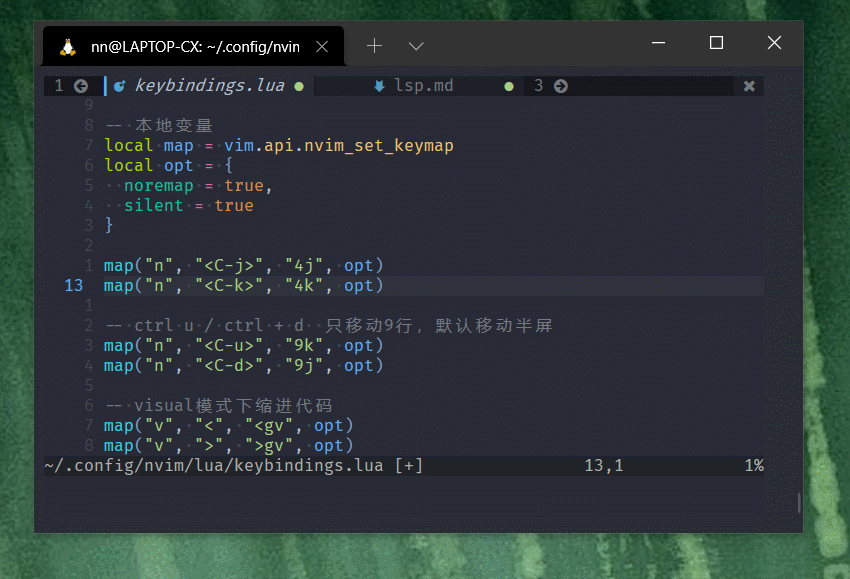 nn@LAPTOP-CX: ~/.config/nvin
1 keybindings.lua lsp.md 3
9
8 -- 本地变量
7 local map = vim.api.nvim_set_keymap
6 local opt = {
5 noremap = true,
4 silent = true
3 }
2
1 map("n", "<C-j>", "4j", opt)
13 map("n", "<C-k>", "4k", opt)
1
2 -- ctrl u / ctrl + d 只移动9行，默认移动半屏
3 map("n", "<C-u>", "9k", opt)
4 map("n", "<C-d>", "9j", opt)
5
6 -- visual模式下缩进代码
7 map("v", "<", "<gv", opt)
8 map("v", ">", ">gv", opt)
~/.config/nvim/lua/keybindings.lua [+] 13,1 1%